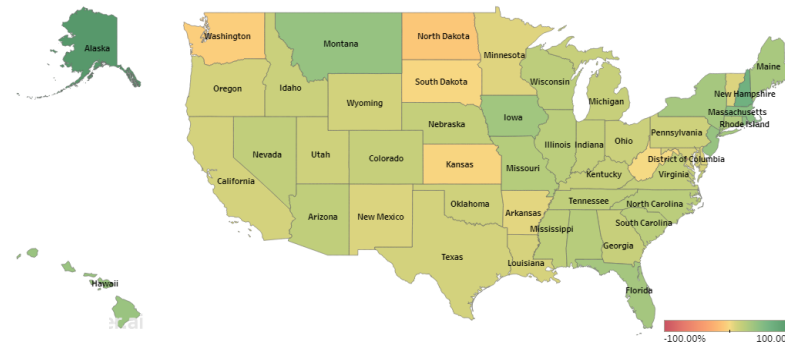 Alaska
Washington
Montana
North Dakota
Minnesota
Maine
Oregon
Idaho
Wyoming
South Dakota
Wisconsin
Michigan
New Hampshire
Massachusetts
Rhode Island
Nebraska
Iowa
Illinois
Indiana
Ohio
Pennsylvania
District of Columbia
Nevada
Utah
Colorado
Kansas
Missouri
Kentucky
Virginia
California
Arizona
New Mexico
Oklahoma
Arkansas
Tennessee
North Carolina
South Carolina
Mississippi
Georgia
Texas
Louisiana
Florida
Hawaii
-100.00%
100.00